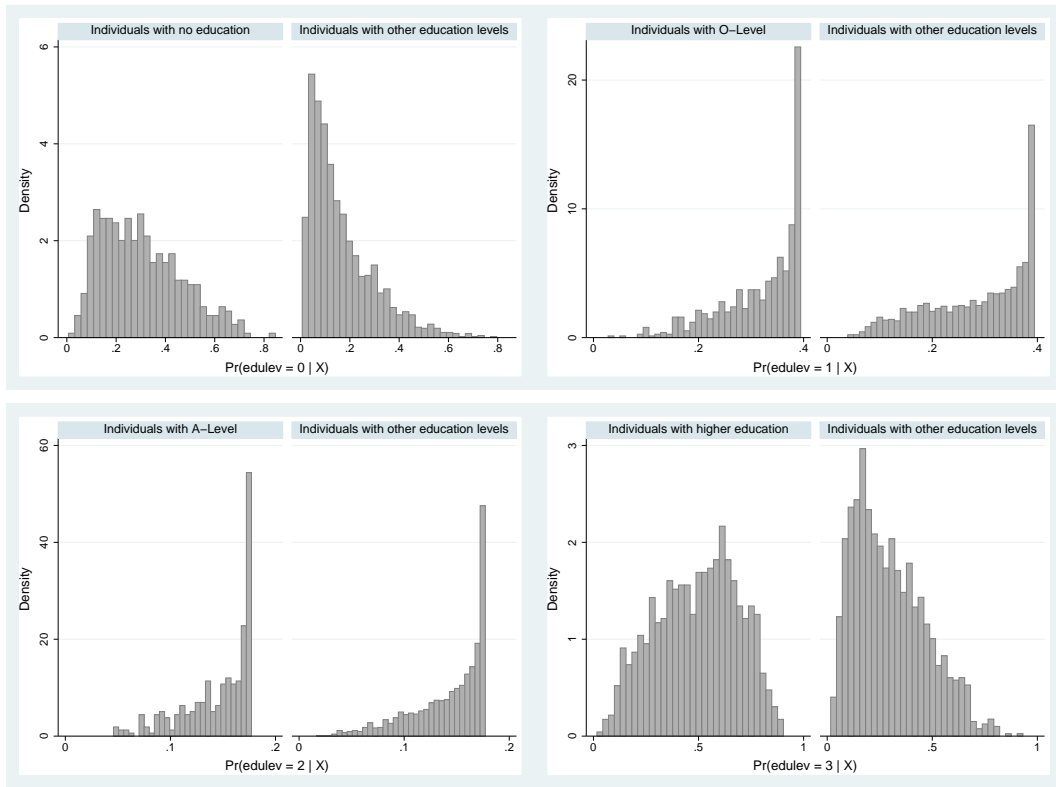 Individuals with no education
Individuals with other education levels
Density
6
4
2
0
0 .2 .4 .6 .8
0 .2 .4 .6 .8
Pr(edulev = 0 | X)
Individuals with O−Level
Individuals with other education levels
Density
20
10
0
0 .2 .4
0 .2 .4
Pr(edulev = 1 | X)
Individuals with A−Level
Individuals with other education levels
Density
60
40
20
0
0 .1 .2
0 .1 .2
Pr(edulev = 2 | X)
Individuals with higher education
Individuals with other education levels
Density
3
2
1
0
0 .5 1
0 .5 1
Pr(edulev = 3 | X)